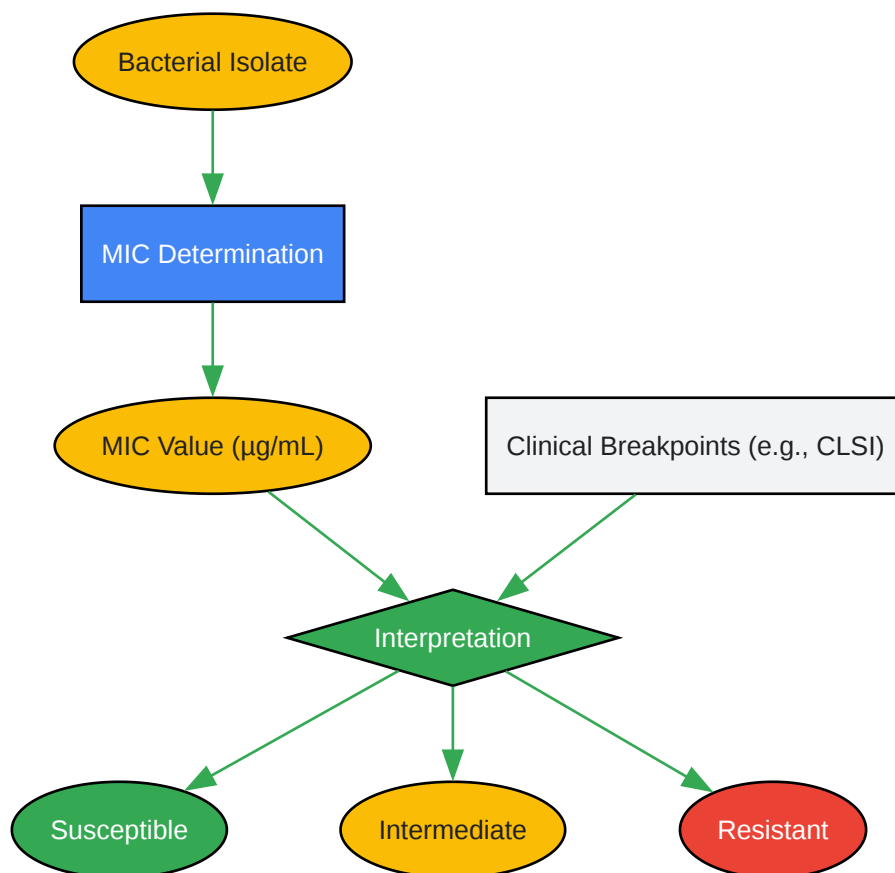 Bacterial Isolate
MIC Determination
MIC Value (µg/mL)
Clinical Breakpoints (e.g., CLSI)
Interpretation
Susceptible
Intermediate
Resistant